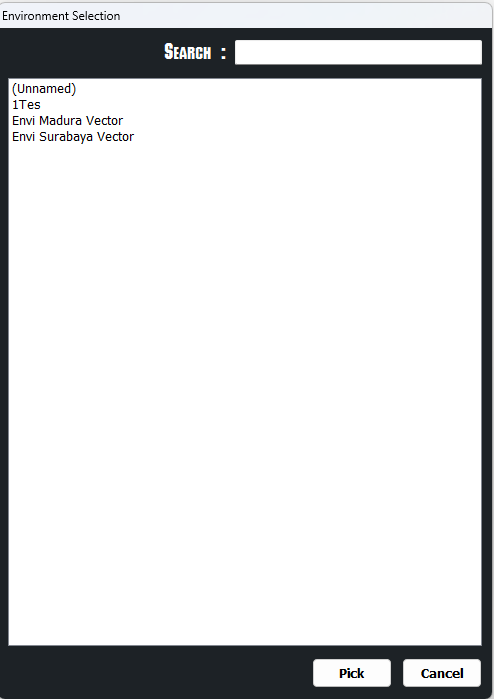 Environment Selection
Search :
(Unnamed)
1Tes
Envi Madura Vector
Envi Surabaya Vector
Pick Cancel